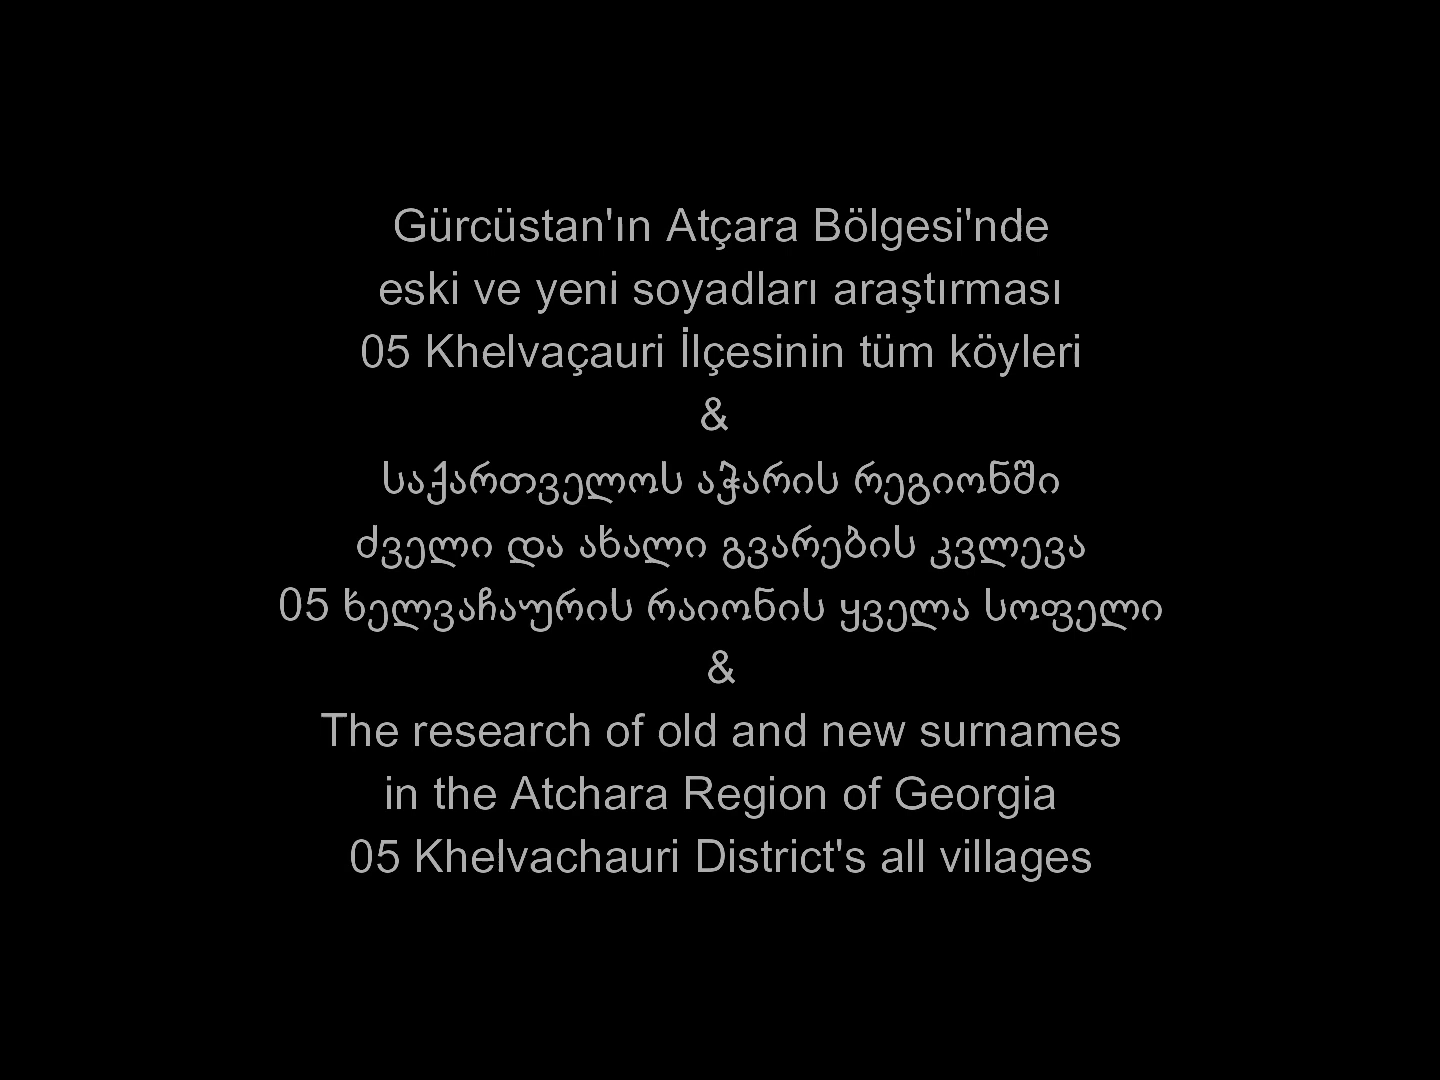 Gürcüstan'ın Atçara Bölgesi'nde
eski ve yeni soyadları araştırması
05 Khelvaçauri İlçesinin tüm köyleri
&
საქართველოს აჭარის რეგიონში
ძველი და ახალი გვარების კვლევა
05 ხელვაჩაურის რაიონის ყველა სოფელი
&
The research of old and new surnames
in the Atchara Region of Georgia
05 Khelvachauri District's all villages